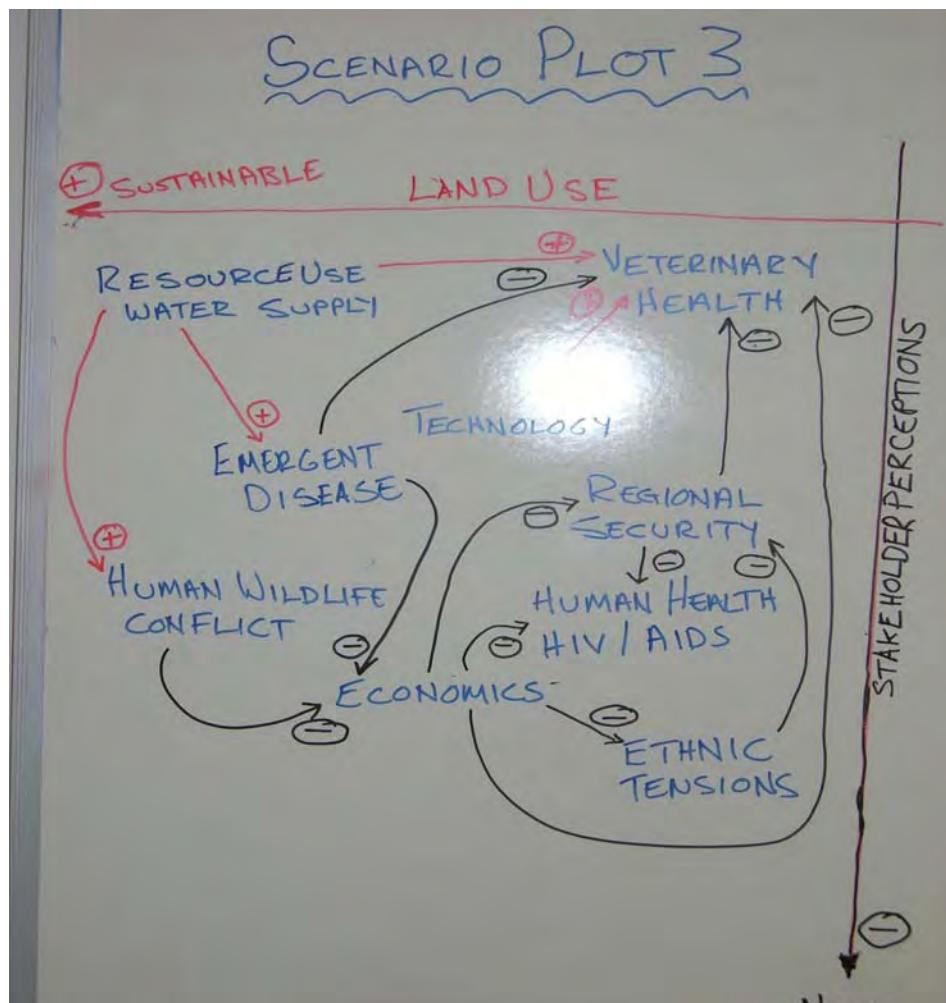 SCENARIO PLOT 3
+ SUSTAINABLE LAND USE
RESOURCE USE
WATER SUPPLY
+
−
VETERINARY
HEALTH
+
−
−
STAKEHOLDER PERCEPTIONS
+
TECHNOLOGY
EMERGENT
DISEASE
−
REGIONAL
SECURITY
+
−
−
HUMAN WILDLIFE
CONFLICT
HUMAN HEALTH
HIV / AIDS
−
−
ECONOMICS
−
−
ETHNIC
TENSIONS
−